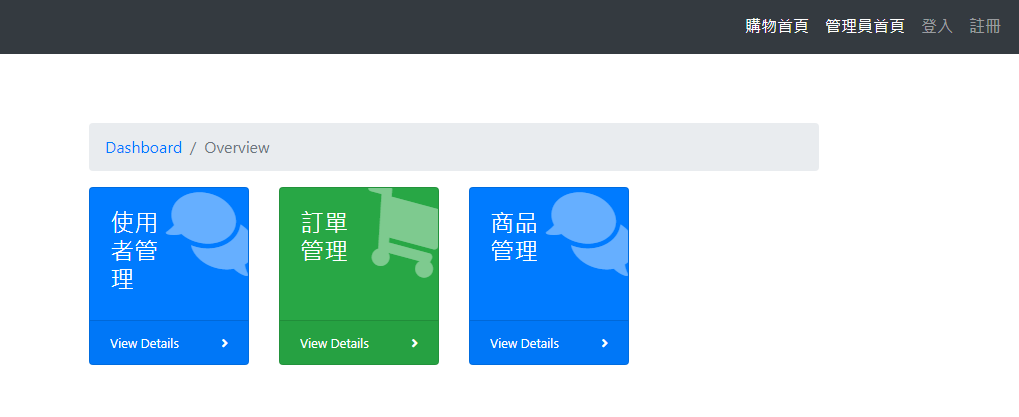 購物首頁 管理員首頁 登入 註冊
Dashboard / Overview
使用
者管
理
View Details
訂單
管理
View Details
商品
管理
View Details